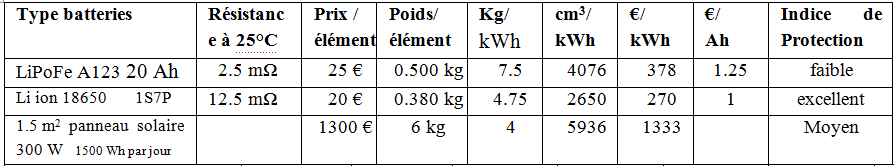 Type batteries | Résistanc e à 25°C | Prix / élément | Poids/ élément | Kg/ kWh | cm³/ kWh | €/ kWh | €/ Ah | Indice de Protection
LiPoFe A123 20 Ah | 2.5 mΩ | 25 € | 0.500 kg | 7.5 | 4076 | 378 | 1.25 | faible
Li ion 18650 1S7P | 12.5 mΩ | 20 € | 0.380 kg | 4.75 | 2650 | 270 | 1 | excellent
1.5 m² panneau solaire 300 W 1500 Wh par jour | | 1300 € | 6 kg | 4 | 5936 | 1333 | | Moyen